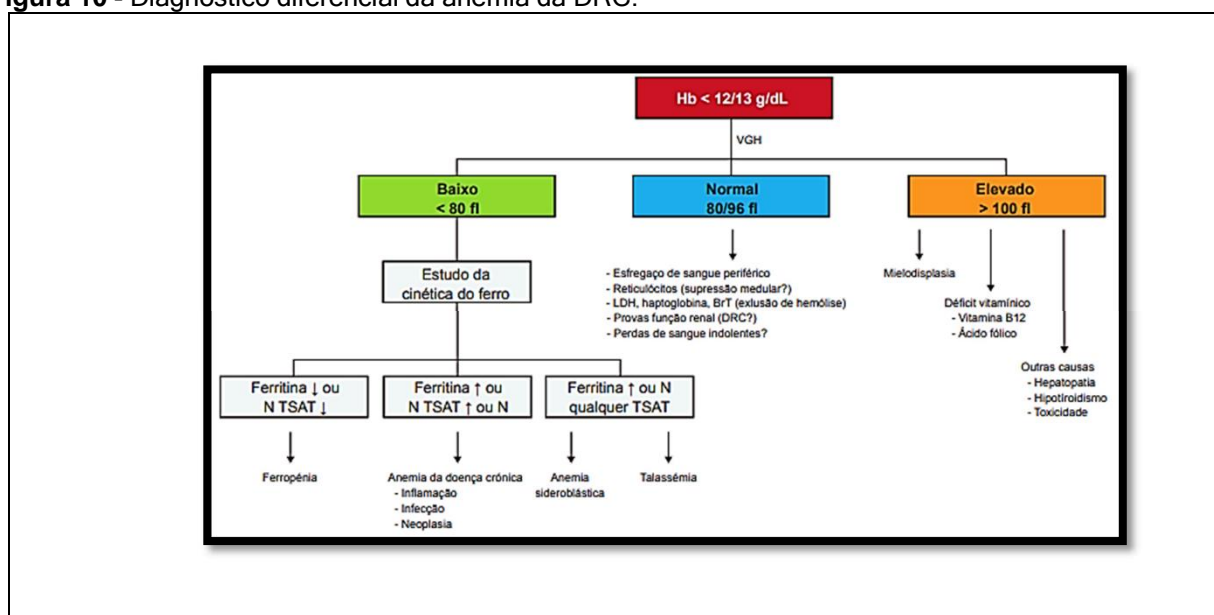 igura 10 - Diagnóstico diferencial da anemia da DRC.
Hb < 12/13 g/dL
VGH
Baixo
< 80 fl
Normal
80/96 fl
Elevado
> 100 fl
Estudo da
cinética do ferro
- Esfregaço de sangue periférico
- Reticulócitos (supressão medular?)
- LDH, haptoglobina, BrT (exlusão de hemólise)
- Provas função renal (DRC?)
- Perdas de sangue indolentes?
Mielodisplasia
Déficit vitamínico
- Vitamina B12
- Ácido fólico
Outras causas
- Hepatopatia
- Hipotiroidismo
- Toxicidade
Ferritina ↓ ou
N TSAT ↓
Ferritina ↑ ou
N TSAT ↑ ou N
Ferritina ↑ ou N
qualquer TSAT
Ferropénia
Anemia da doença crónica
- Inflamação
- Infecção
- Neoplasia
Anemia
sideroblástica
Talassémia